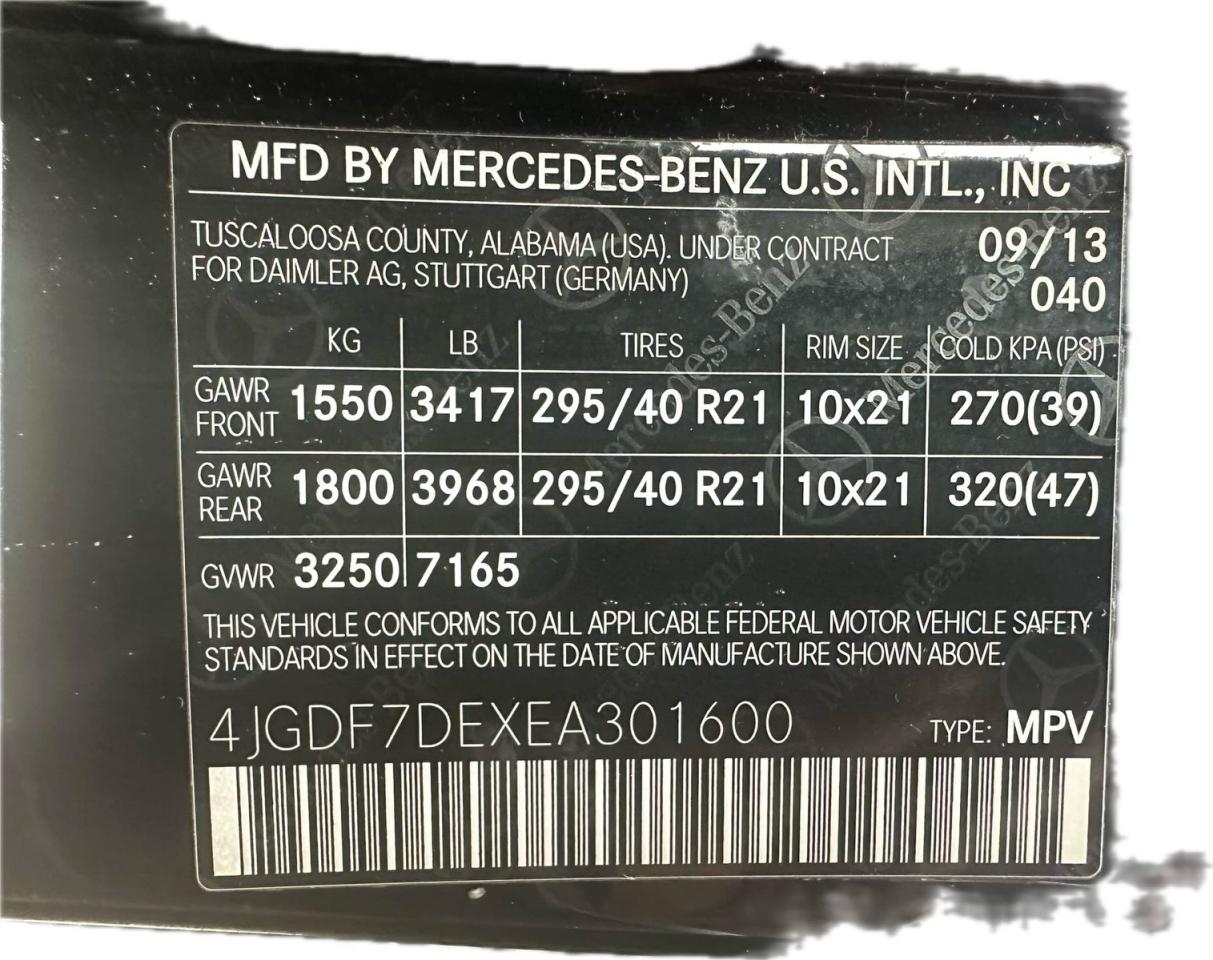 MFD BY MERCEDES-BENZ U.S. INTL., INC
TUSCALOOSA COUNTY, ALABAMA (USA). UNDER CONTRACT 09/13
FOR DAIMLER AG, STUTTGART (GERMANY) 040
KG LB TIRES RIM SIZE COLD KPA (PSI)
GAWR FRONT 1550 3417 295/40 R21 10x21 270(39)
GAWR REAR 1800 3968 295/40 R21 10x21 320(47)
GVWR 3250 7165
THIS VEHICLE CONFORMS TO ALL APPLICABLE FEDERAL MOTOR VEHICLE SAFETY
STANDARDS IN EFFECT ON THE DATE OF MANUFACTURE SHOWN ABOVE.
4JGDF7DEXEA301600 TYPE: MPV